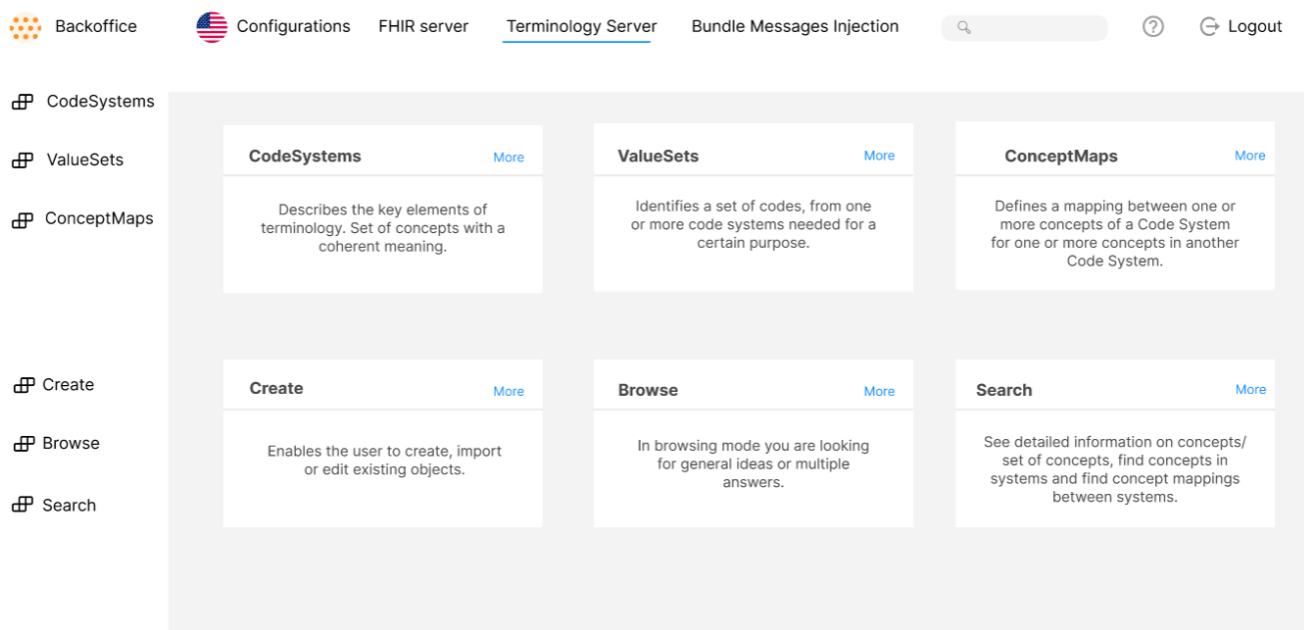 Backoffice
Configurations
FHIR server
Terminology Server
Bundle Messages Injection
Logout
CodeSystems
ValueSets
ConceptMaps
Create
Browse
Search
CodeSystems
More
Describes the key elements of
terminology. Set of concepts with a
coherent meaning.
ValueSets
More
Identifies a set of codes, from one
or more code systems needed for a
certain purpose.
ConceptMaps
More
Defines a mapping between one or
more concepts of a Code System
for one or more concepts in another
Code System.
Create
More
Enables the user to create, import
or edit existing objects.
Browse
More
In browsing mode you are looking
for general ideas or multiple
answers.
Search
More
See detailed information on concepts/
set of concepts, find concepts in
systems and find concept mappings
between systems.